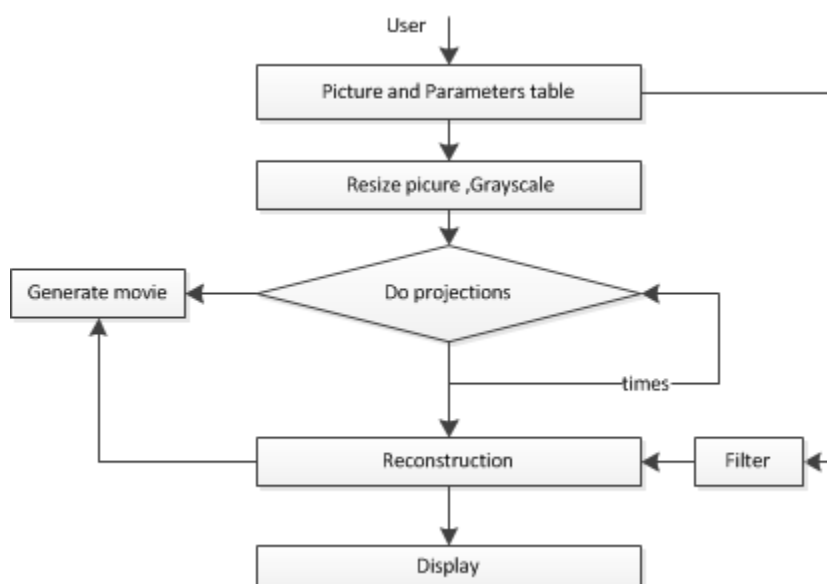 User
Picture and Parameters table
Resize picure ,Grayscale
Generate movie
Do projections
times
Reconstruction
Filter
Display